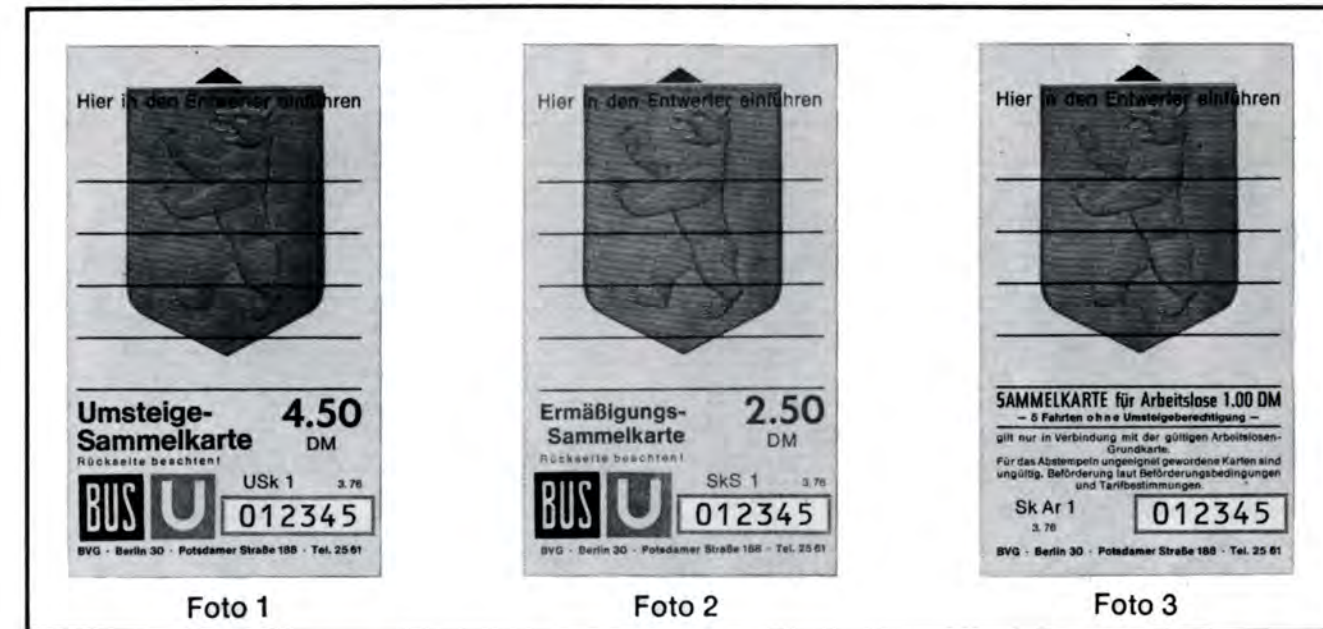 Hier in den Entwerter einführen
Umsteige-
Sammelkarte
4.50
DM
Rückseite beachten!
BUS U
USk 1
3. 76
012345
BVG - Berlin 30 - Potsdamer Straße 188 - Tel. 25 61
Foto 1
Hier in den Entwerter einführen
Ermäßigungs-
Sammelkarte
2.50
DM
Rückseite beachten!
BUS U
SkS 1
3. 76
012345
BVG - Berlin 30 - Potsdamer Straße 188 - Tel. 25 61
Foto 2
Hier in den Entwerter einführen
SAMMELKARTE für Arbeitslose 1.00 DM
— 5 Fahrten ohne Umsteigeberechtigung —
gilt nur in Verbindung mit der gültigen Arbeitslosen-
Grundkarte.
Für das Abstempeln ungeeignet gewordene Karten sind
ungültig. Beförderung laut Beförderungsbedingungen
und Tarifbestimmungen.
Sk Ar 1
3. 76
012345
BVG - Berlin 30 - Potsdamer Straße 188 - Tel. 25 61
Foto 3